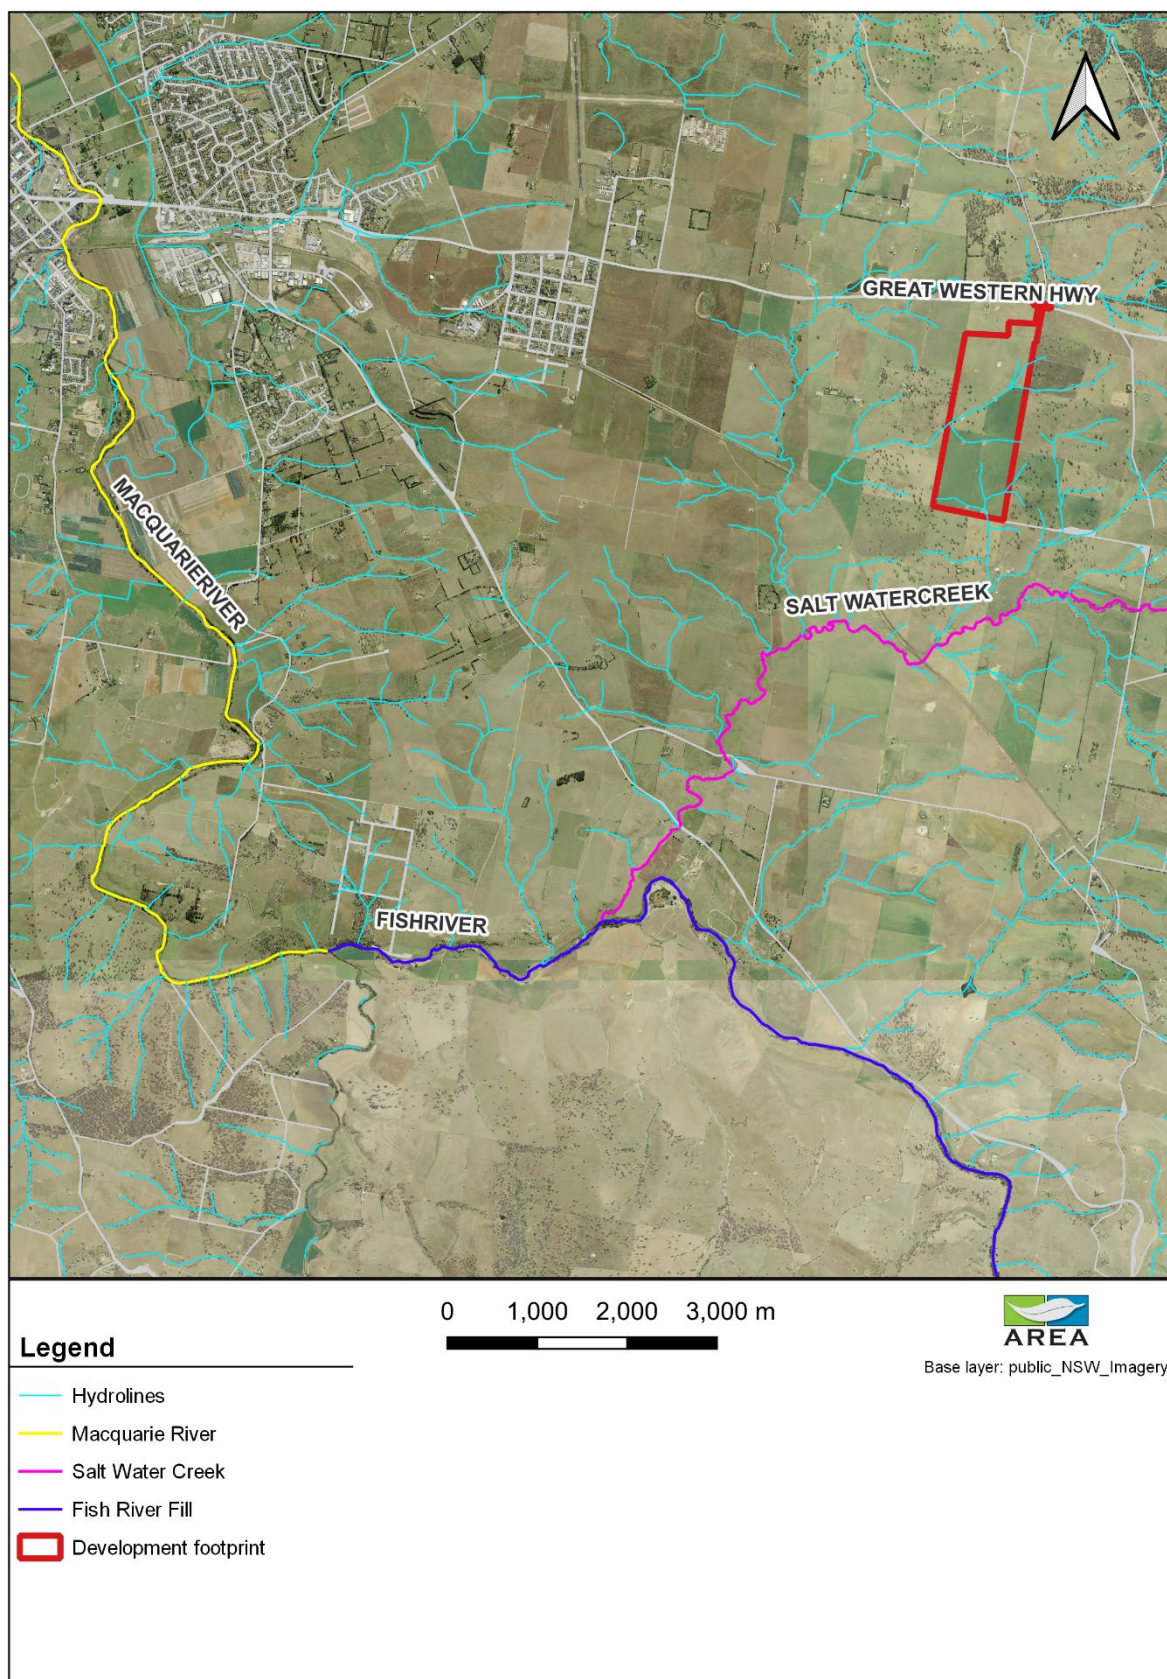 GREAT WESTERN HWY
MACQUARIERIVER
SALT WATERCREEK
FISHRIVER
0 1,000 2,000 3,000 m
AREA
Base layer: public_NSW_Imagery
Legend
Hydrolines
Macquarie River
Salt Water Creek
Fish River Fill
Development footprint